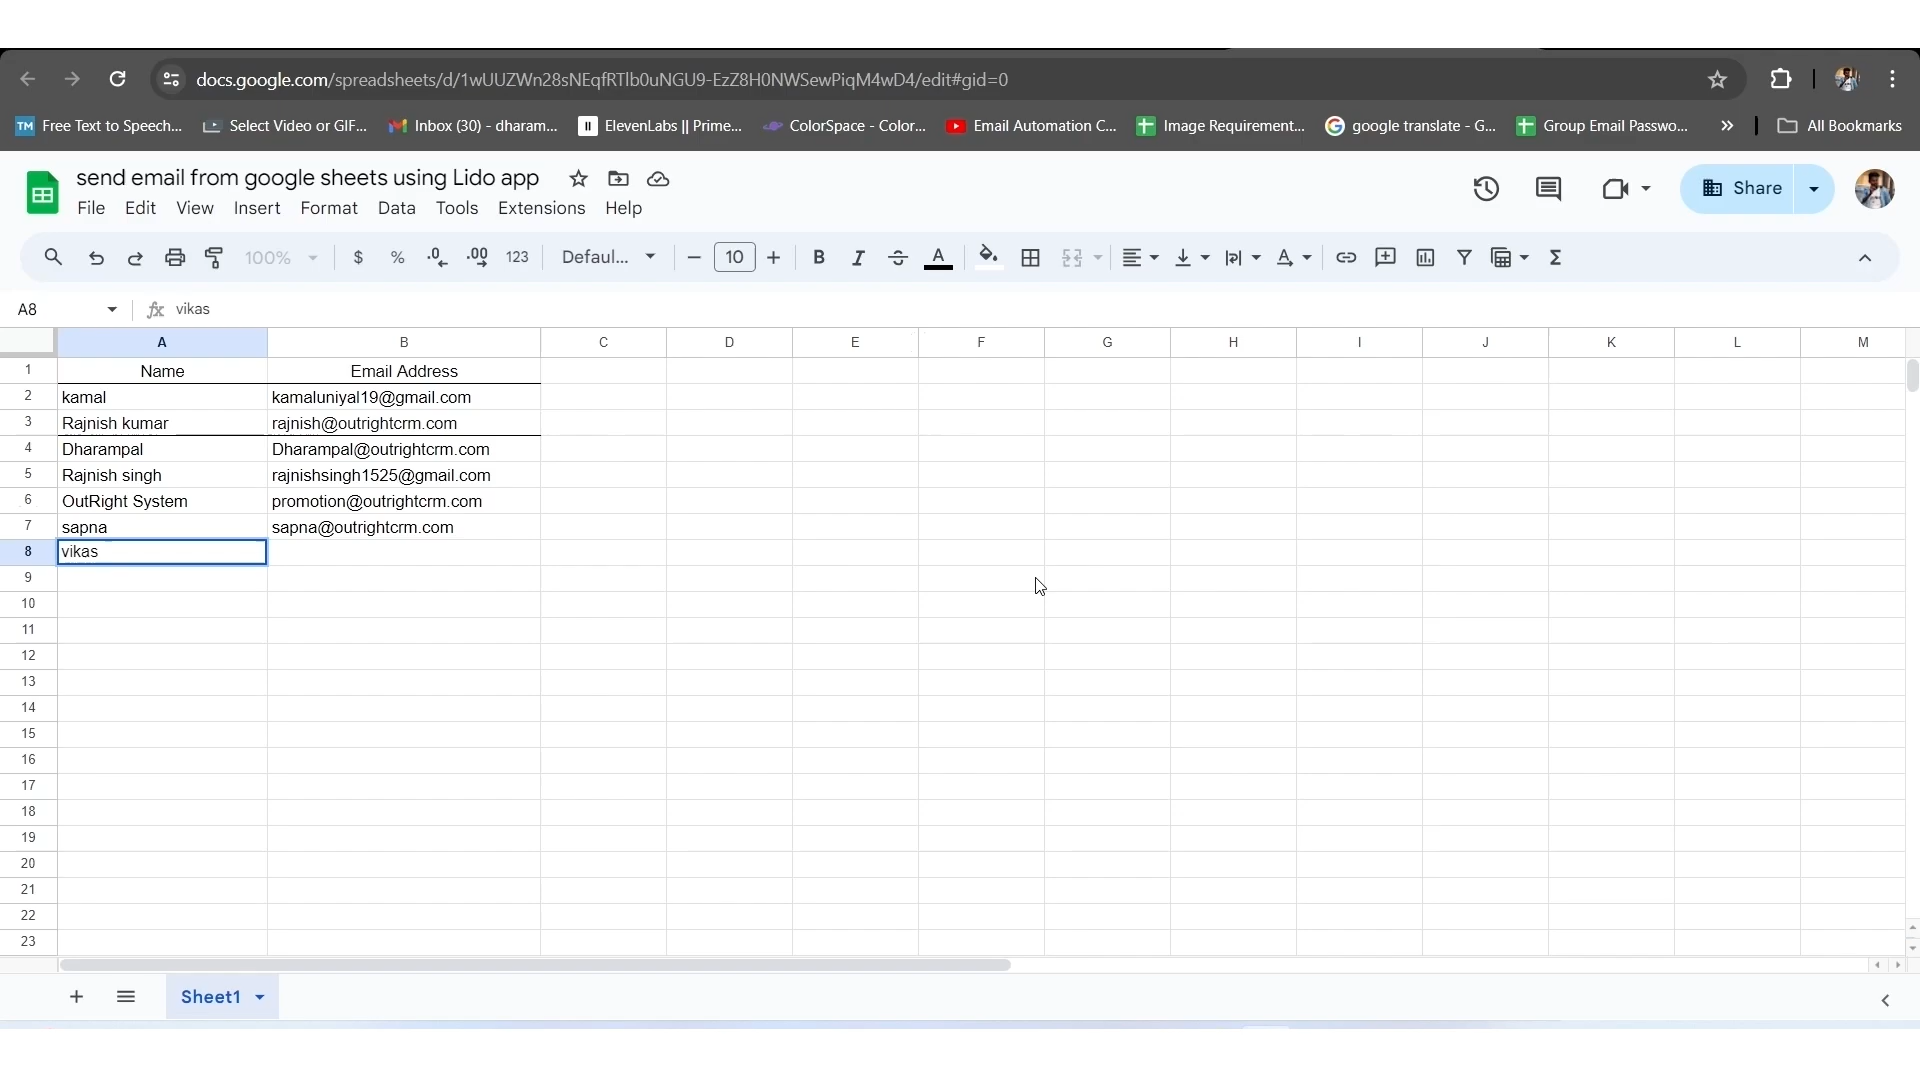 docs.google.com/spreadsheets/d/1wUUZWn28sNEqfRTlb0uNGU9-EzZ8H0NWSewPiqM4wD4/edit#gid=0
TM Free Text to Speech... Select Video or GIF... Inbox (30) - dharam... ElevenLabs || Prime... ColorSpace - Color... Email Automation C... Image Requirement... google translate - G... Group Email Passwo... » All Bookmarks
send email from google sheets using Lido app
File Edit View Insert Format Data Tools Extensions Help
Share
100% $ % .0 .00 123 Defaul... − 10 + B I S A Σ
A8 fx vikas
A B C D E F G H I J K L M
1 Name Email Address
2 kamal kamaluniyal19@gmail.com
3 Rajnish kumar rajnish@outrightcrm.com
4 Dharampal Dharampal@outrightcrm.com
5 Rajnish singh rajnishsingh1525@gmail.com
6 OutRight System promotion@outrightcrm.com
7 sapna sapna@outrightcrm.com
8 vikas
9
10
11
12
13
14
15
16
17
18
19
20
21
22
23
Sheet1